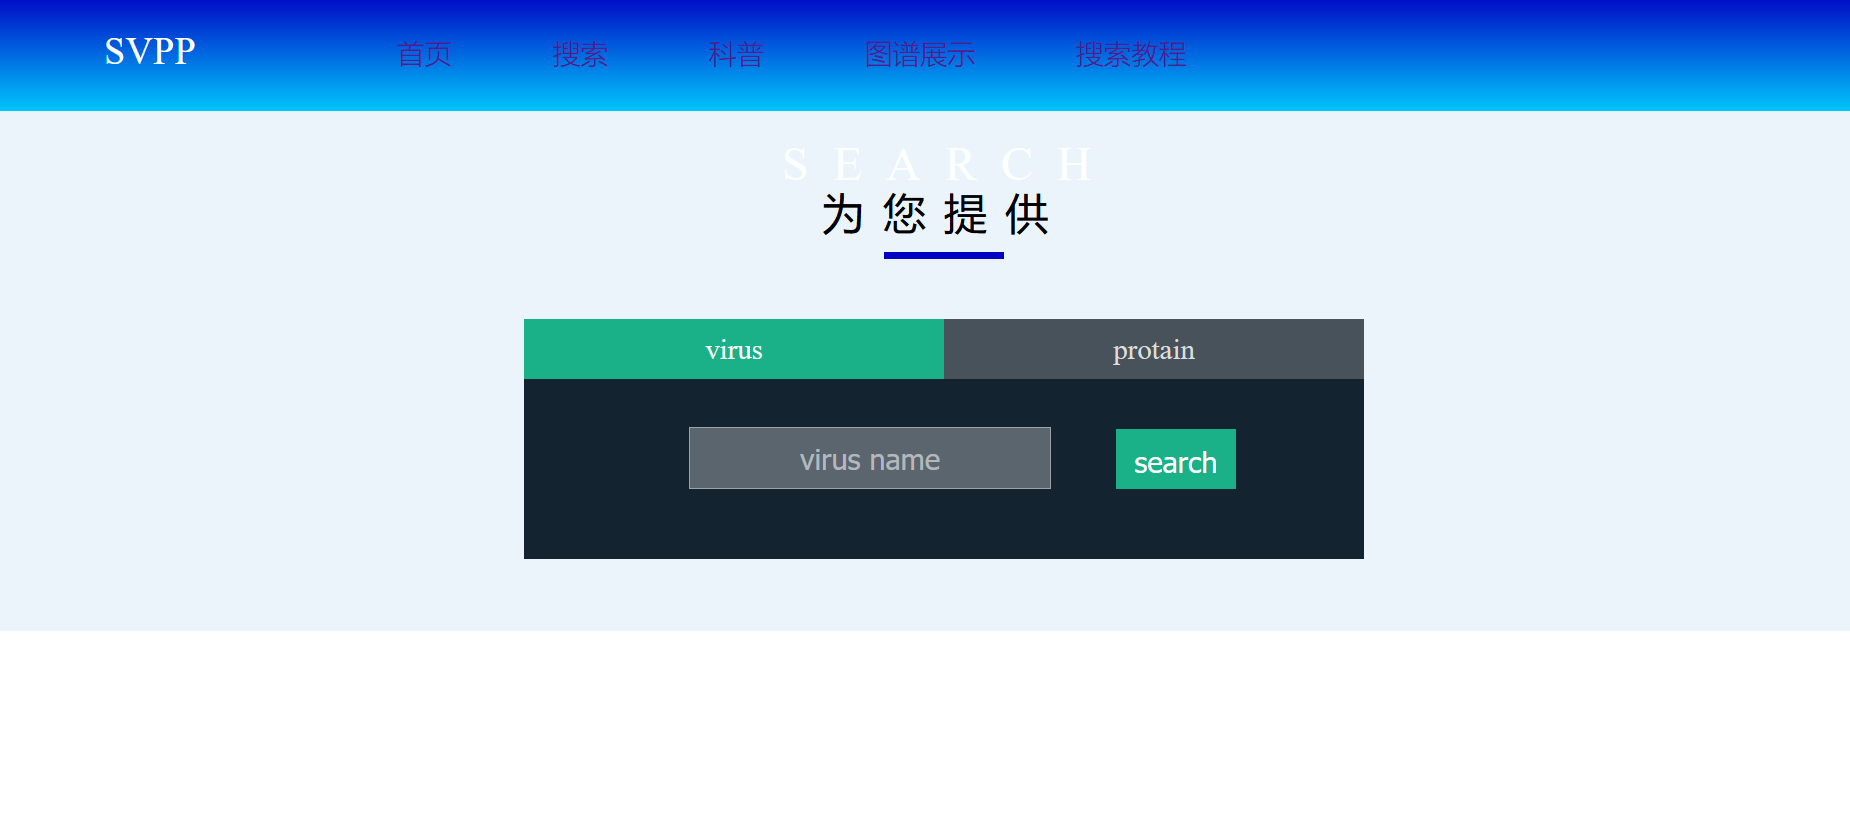 SVPP 首页 搜索 科普 图谱展示 搜索教程
SEARCH
为您提供
virus protain
virus name search